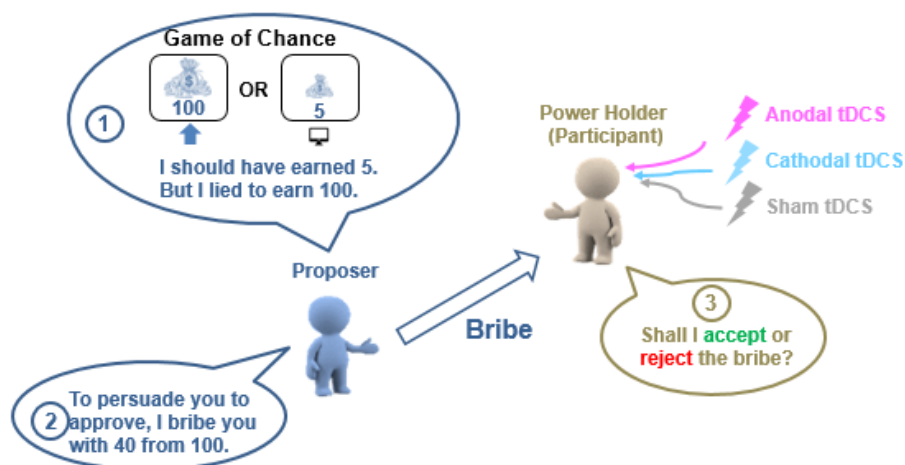 Game of Chance
100
OR
5
1
I should have earned 5.
But I lied to earn 100.
Proposer
2
To persuade you to
approve, I bribe you
with 40 from 100.
Bribe
Power Holder
(Participant)
Anodal tDCS
Cathodal tDCS
Sham tDCS
3
Shall I accept or
reject the bribe?